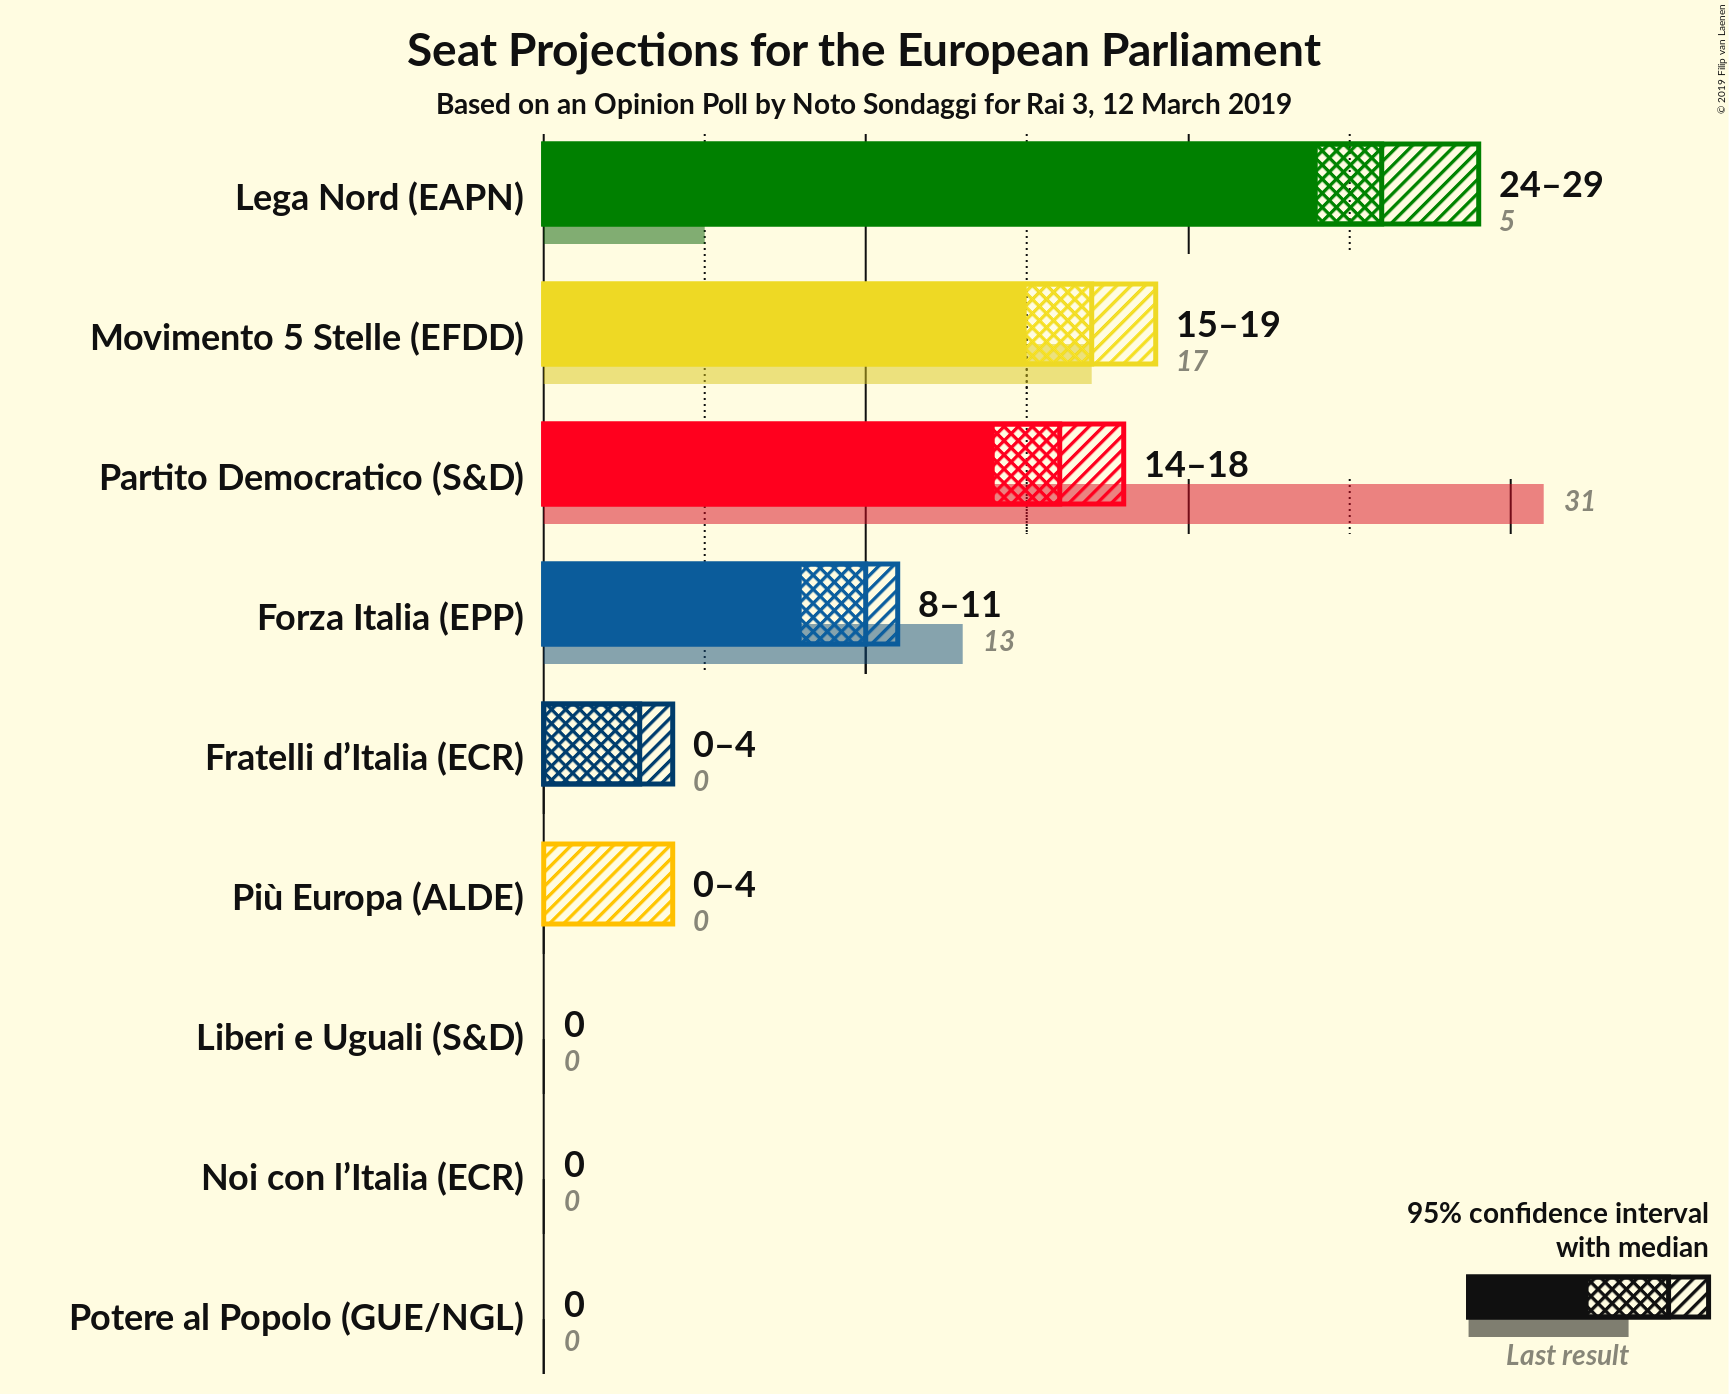 Seat Projections for the European Parliament
Based on an Opinion Poll by Noto Sondaggi for Rai 3, 12 March 2019
© 2019 Filip van Laenen
Lega Nord (EAPN)
24–29
5
Movimento 5 Stelle (EFDD)
15–19
17
Partito Democratico (S&D)
14–18
31
Forza Italia (EPP)
8–11
13
Fratelli d’Italia (ECR)
0–4
0
Più Europa (ALDE)
0–4
0
Liberi e Uguali (S&D)
0
0
Noi con l’Italia (ECR)
0
0
Potere al Popolo (GUE/NGL)
0
0
95% confidence interval
with median
Last result